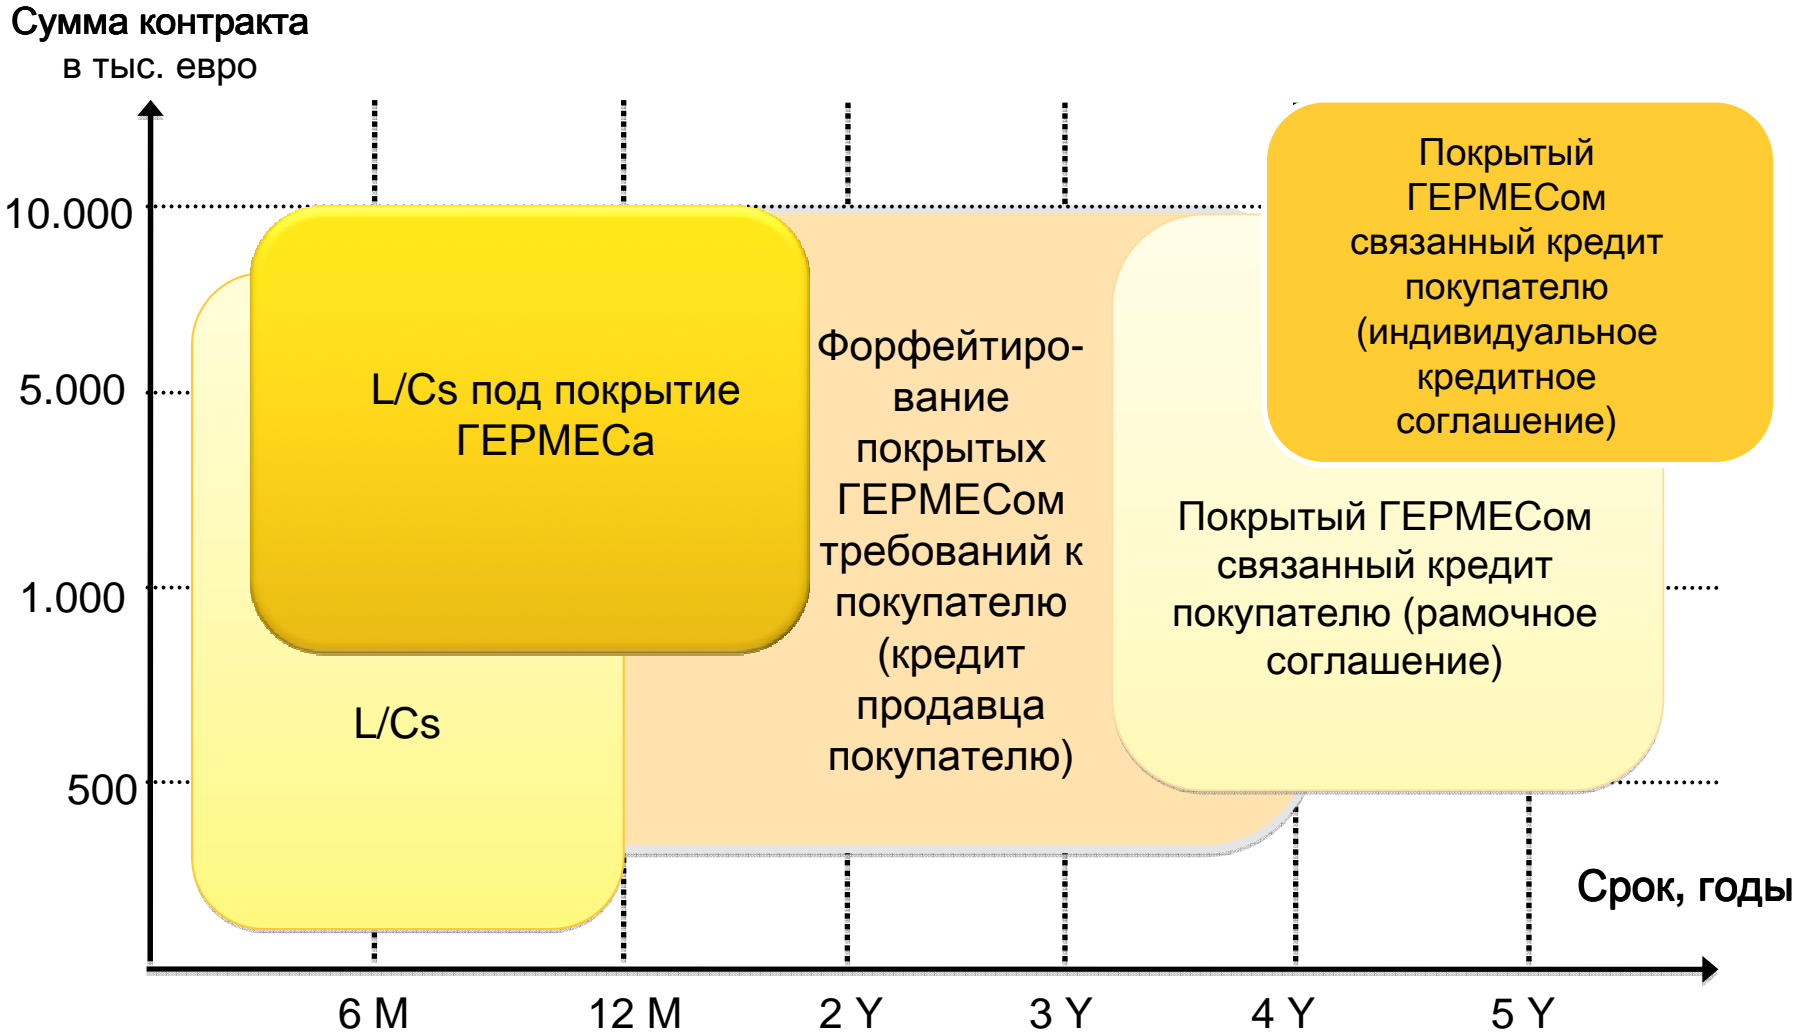 Сумма контракта
в тыс. евро
10.000
5.000
1.000
500
L/Cs под покрытие
ГЕРМЕСа
L/Cs
Форфейтиро-
вание
покрытых
ГЕРМЕСом
требований к
покупателю
(кредит
продавца
покупателю)
Покрытый
ГЕРМЕСом
связанный кредит
покупателю
(индивидуальное
кредитное
соглашение)
Покрытый ГЕРМЕСом
связанный кредит
покупателю (рамочное
соглашение)
Срок, годы
6 M
12 M
2 Y
3 Y
4 Y
5 Y